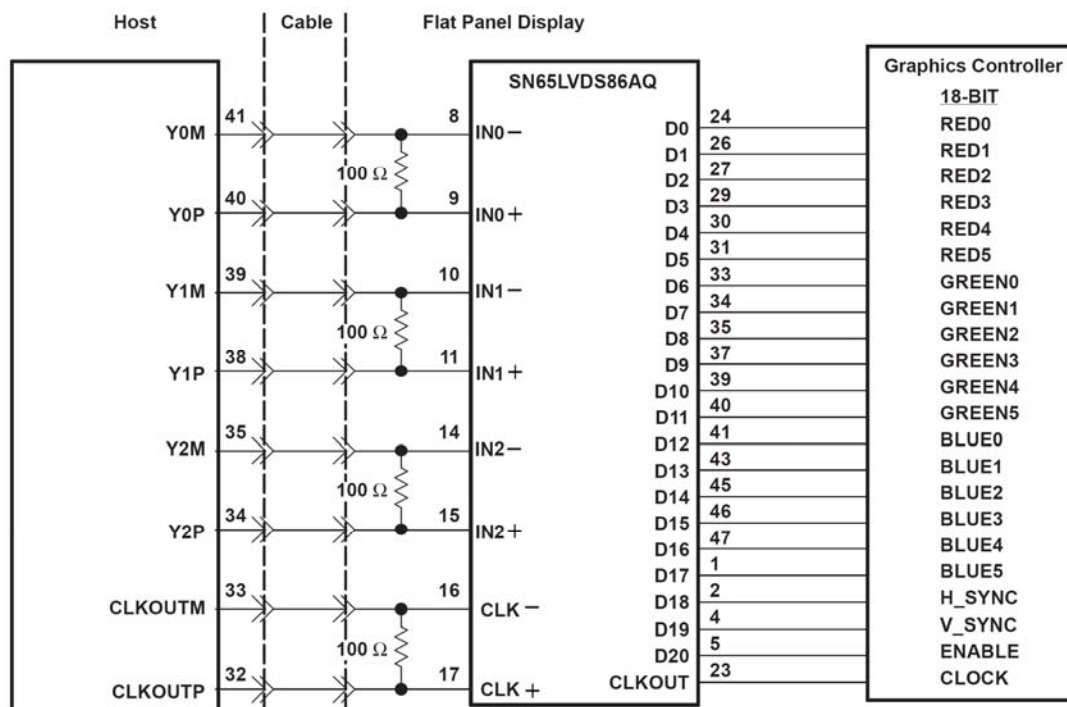 Host
Cable
Flat Panel Display
SN65LVDS86AQ
Graphics Controller
18-BIT
Y0M 41 8 IN0−
100 Ω
Y0P 40 9 IN0+
Y1M 39 10 IN1−
100 Ω
Y1P 38 11 IN1+
Y2M 35 14 IN2−
100 Ω
Y2P 34 15 IN2+
CLKOUTM 33 16 CLK −
100 Ω
CLKOUTP 32 17 CLK +
D0 24 RED0
D1 26 RED1
D2 27 RED2
D3 29 RED3
D4 30 RED4
D5 31 RED5
D6 33 GREEN0
D7 34 GREEN1
D8 35 GREEN2
D9 37 GREEN3
D10 39 GREEN4
D11 40 GREEN5
D12 41 BLUE0
D13 43 BLUE1
D14 45 BLUE2
D15 46 BLUE3
D16 47 BLUE4
D17 1 BLUE5
D18 2 H_SYNC
D19 4 V_SYNC
D20 5 ENABLE
CLKOUT 23 CLOCK